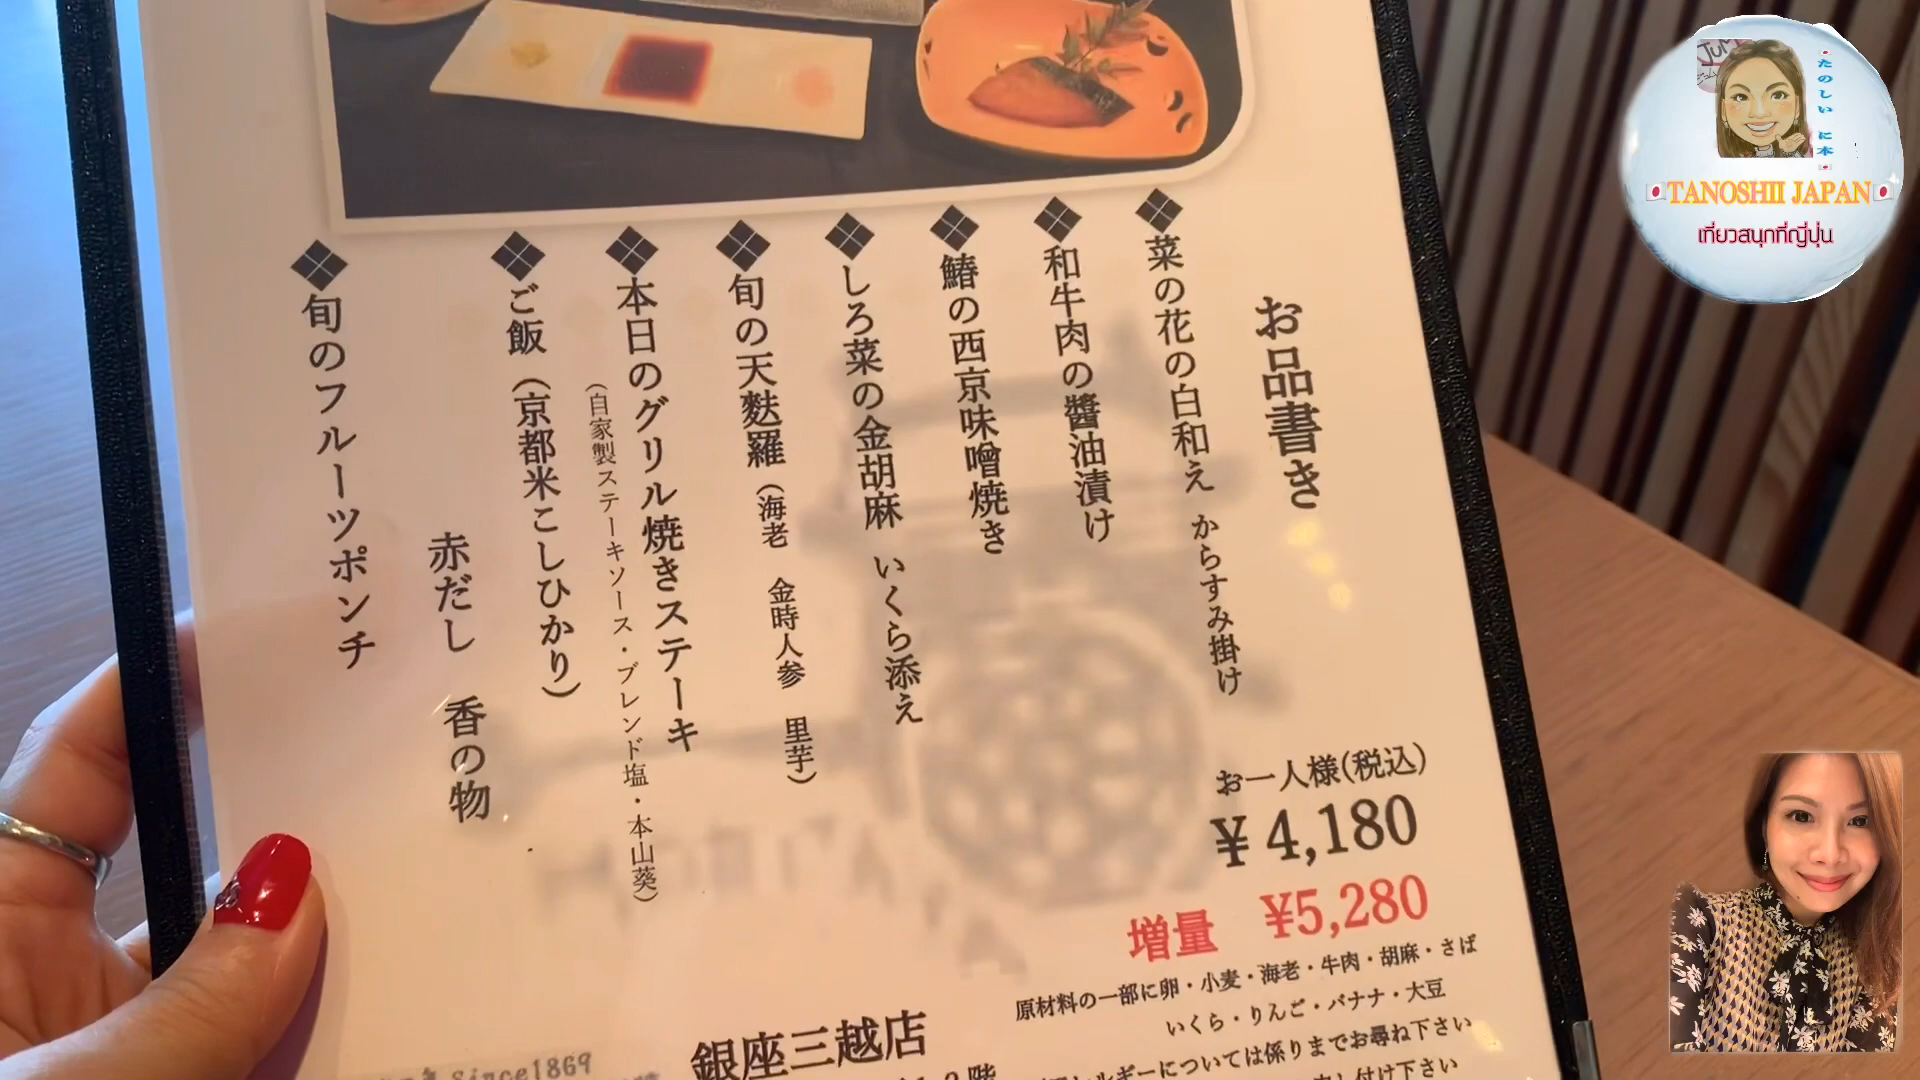 お品書き
菜の花の白和え からすみ掛け
和牛肉の醬油漬け
鰆の西京味噌焼き
しろ菜の金胡麻 いくら添え
旬の天麩羅（海老 金時人参 里芋）
本日のグリル焼きステーキ
（自家製ステーキソース・ブレンド塩・本山葵）
ご飯（京都米こしひかり）
赤だし 香の物
旬のフルーツポンチ
お一人様(税込)
¥4,180
増量 ¥5,280
原材料の一部に卵・小麦・海老・牛肉・胡麻・さば
いくら・りんご・バナナ・大豆
レルギーについては係りまでお尋ね下さい
し付け下さい
銀座三越店
Since1869
たのしい に本
TANOSHII JAPAN
เที่ยวสนุกที่ญี่ปุ่น